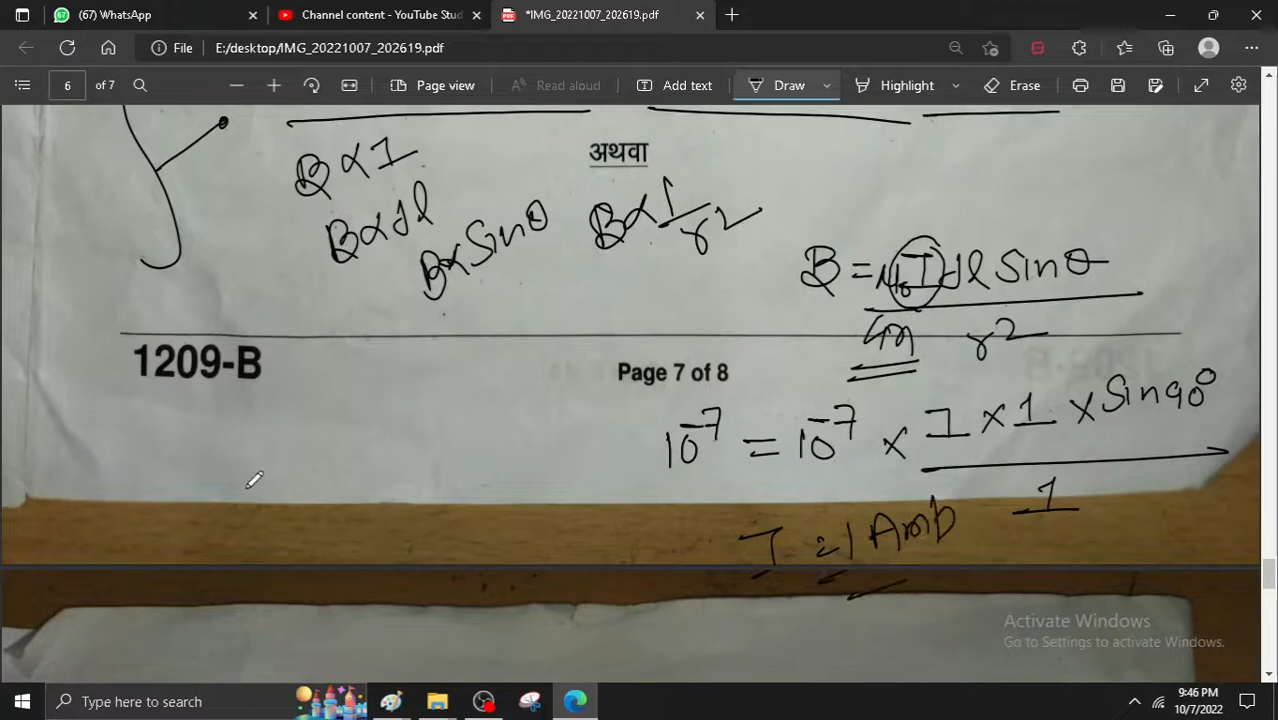 (67) WhatsApp
Channel content - YouTube Stud
*IMG_20221007_202619.pdf
File
E:/desktop/IMG_20221007_202619.pdf
6 of 7
Page view
Read aloud
Add text
Draw
Highlight
Erase
अथवा
B ∝ I
B ∝ dl
B ∝ Sinθ
B ∝ 1/r²
B = μ₀ I dl Sinθ
4π r²
1209-B
Page 7 of 8
10⁻⁷ = 10⁻⁷ × I × 1 × Sin90°
1
I = 1 Amp
Activate Windows
Go to Settings to activate Windows.
Type here to search
9:46 PM
10/7/2022